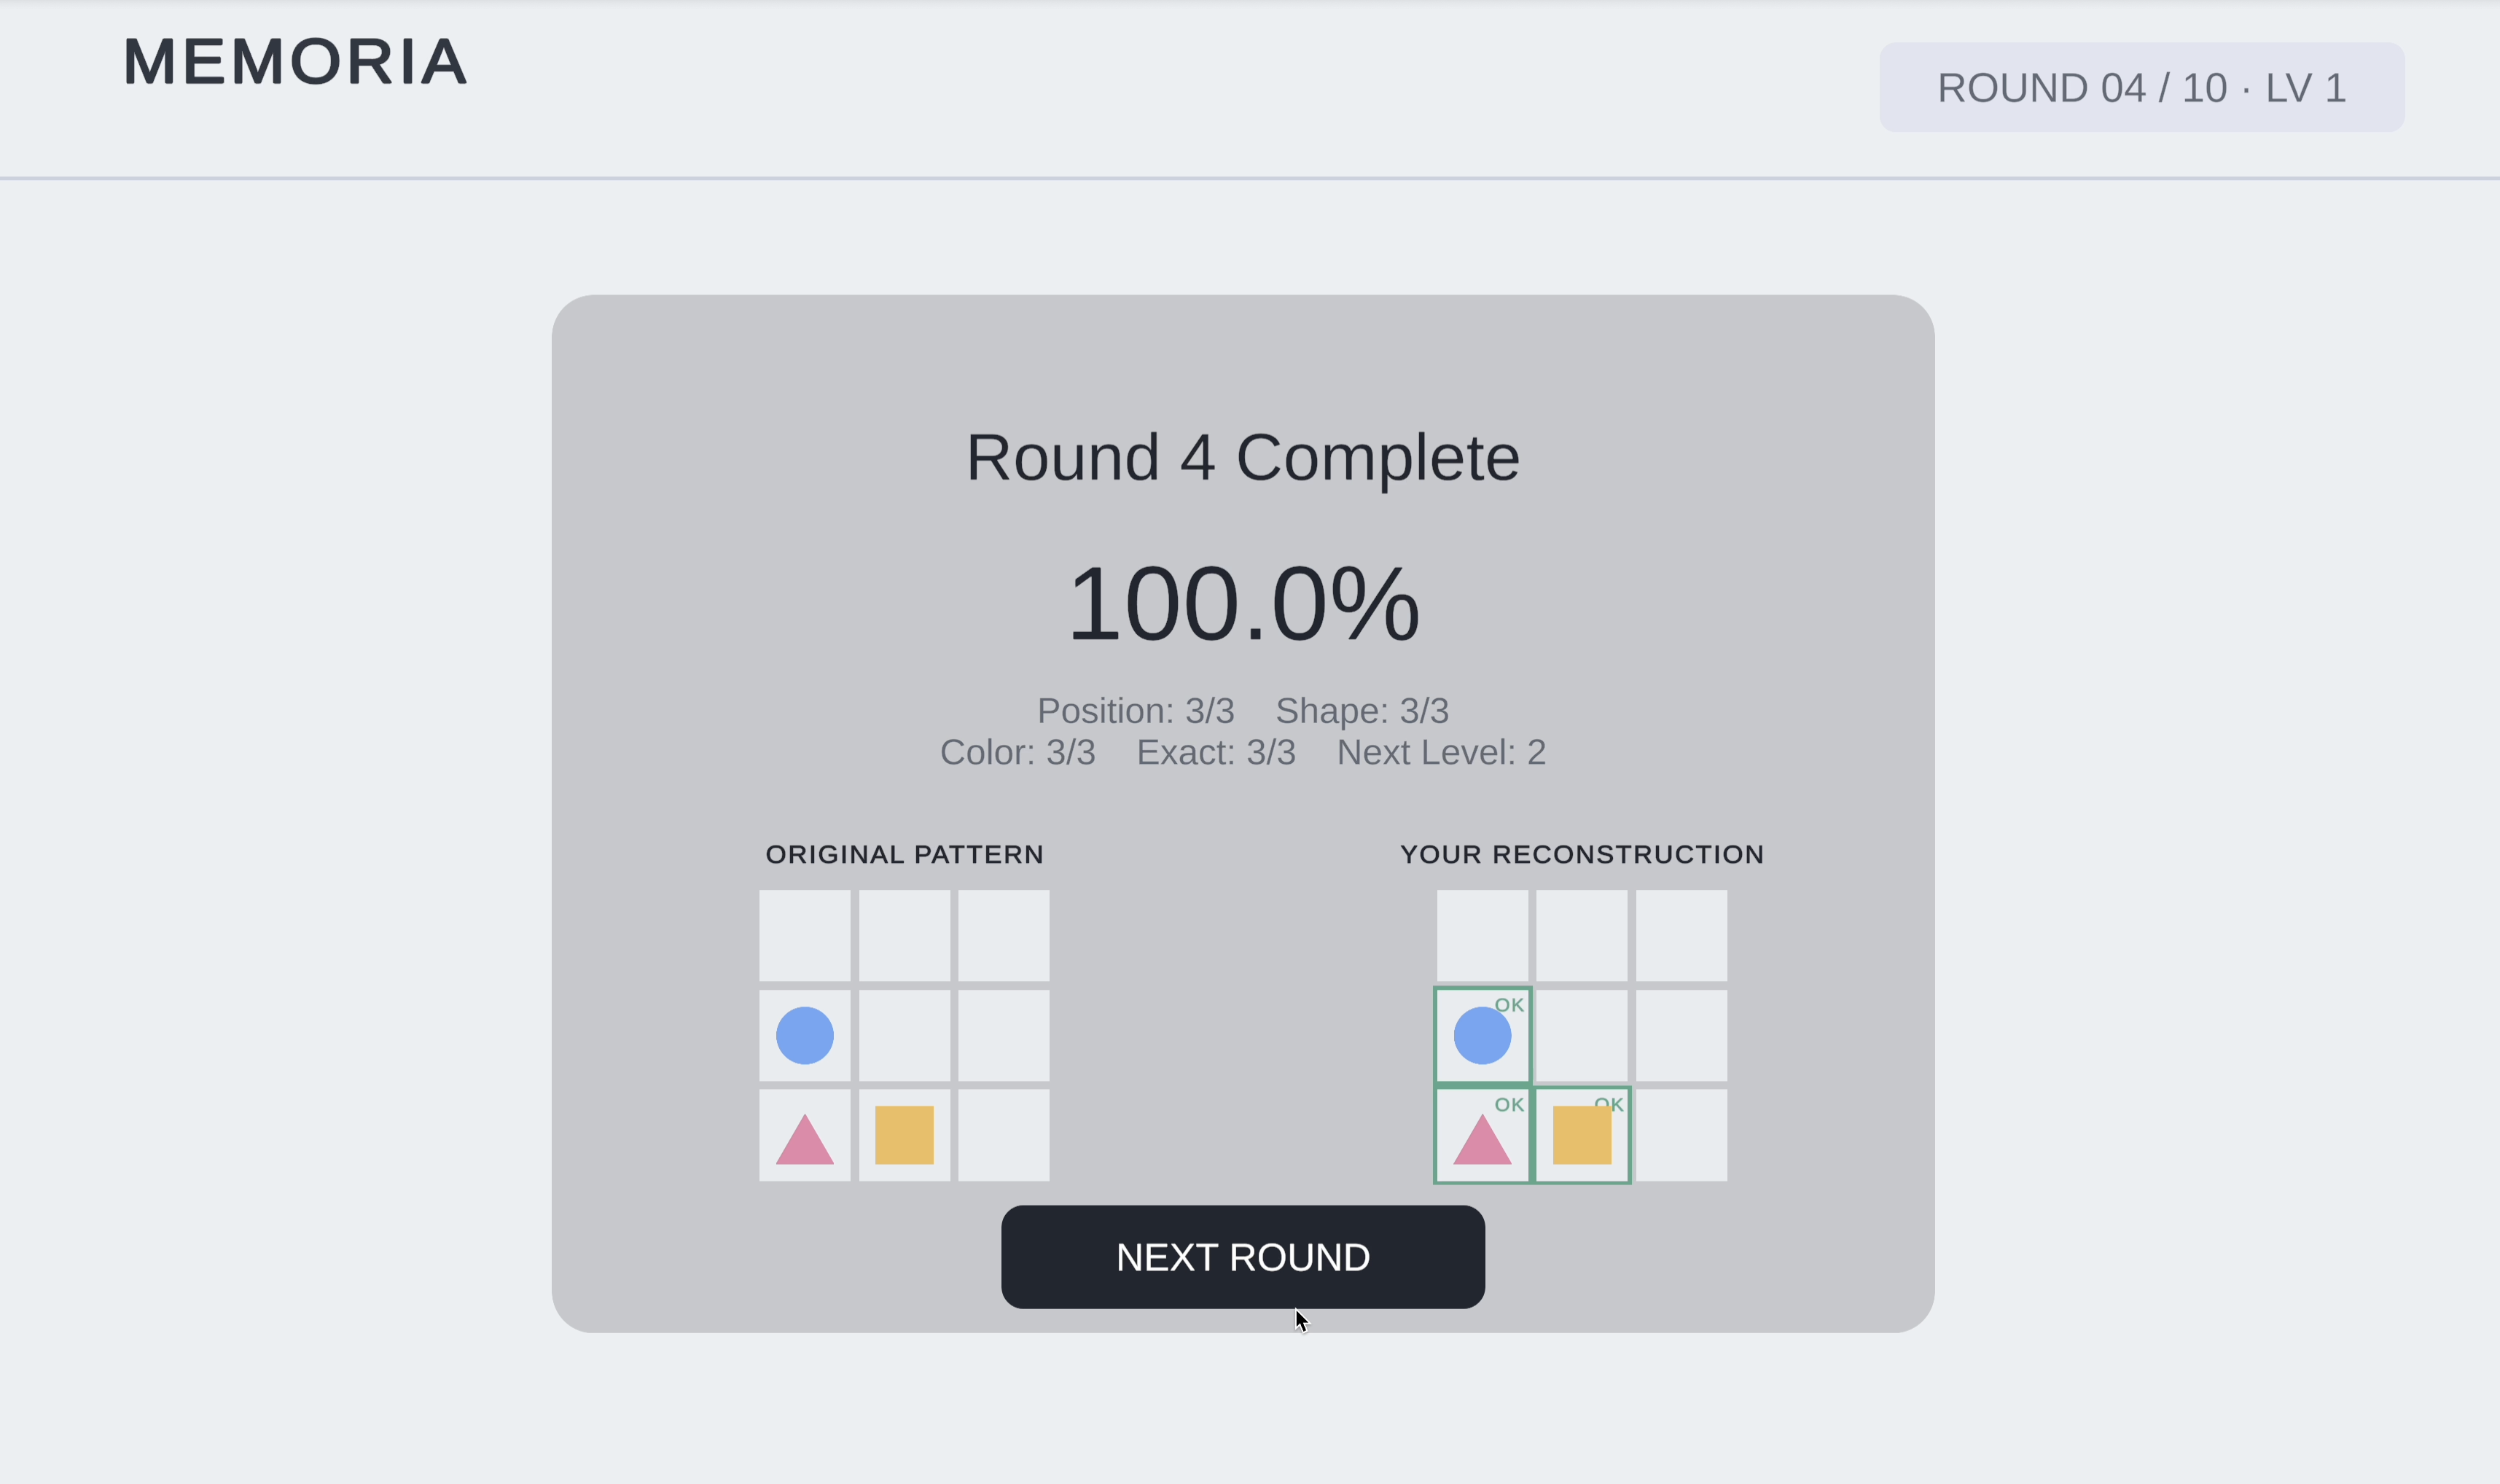 MEMORIA
ROUND 04 / 10 · LV 1
Round 4 Complete
100.0%
Position: 3/3 Shape: 3/3
Color: 3/3 Exact: 3/3 Next Level: 2
ORIGINAL PATTERN
YOUR RECONSTRUCTION
OK
OK
OK
NEXT ROUND